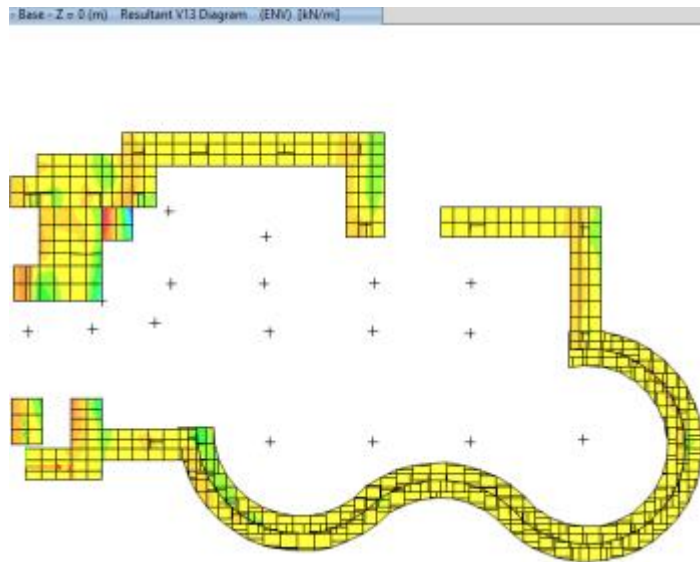 - Base - Z = 0 (m) Resultant V13 Diagram (ENV) [kN/m]